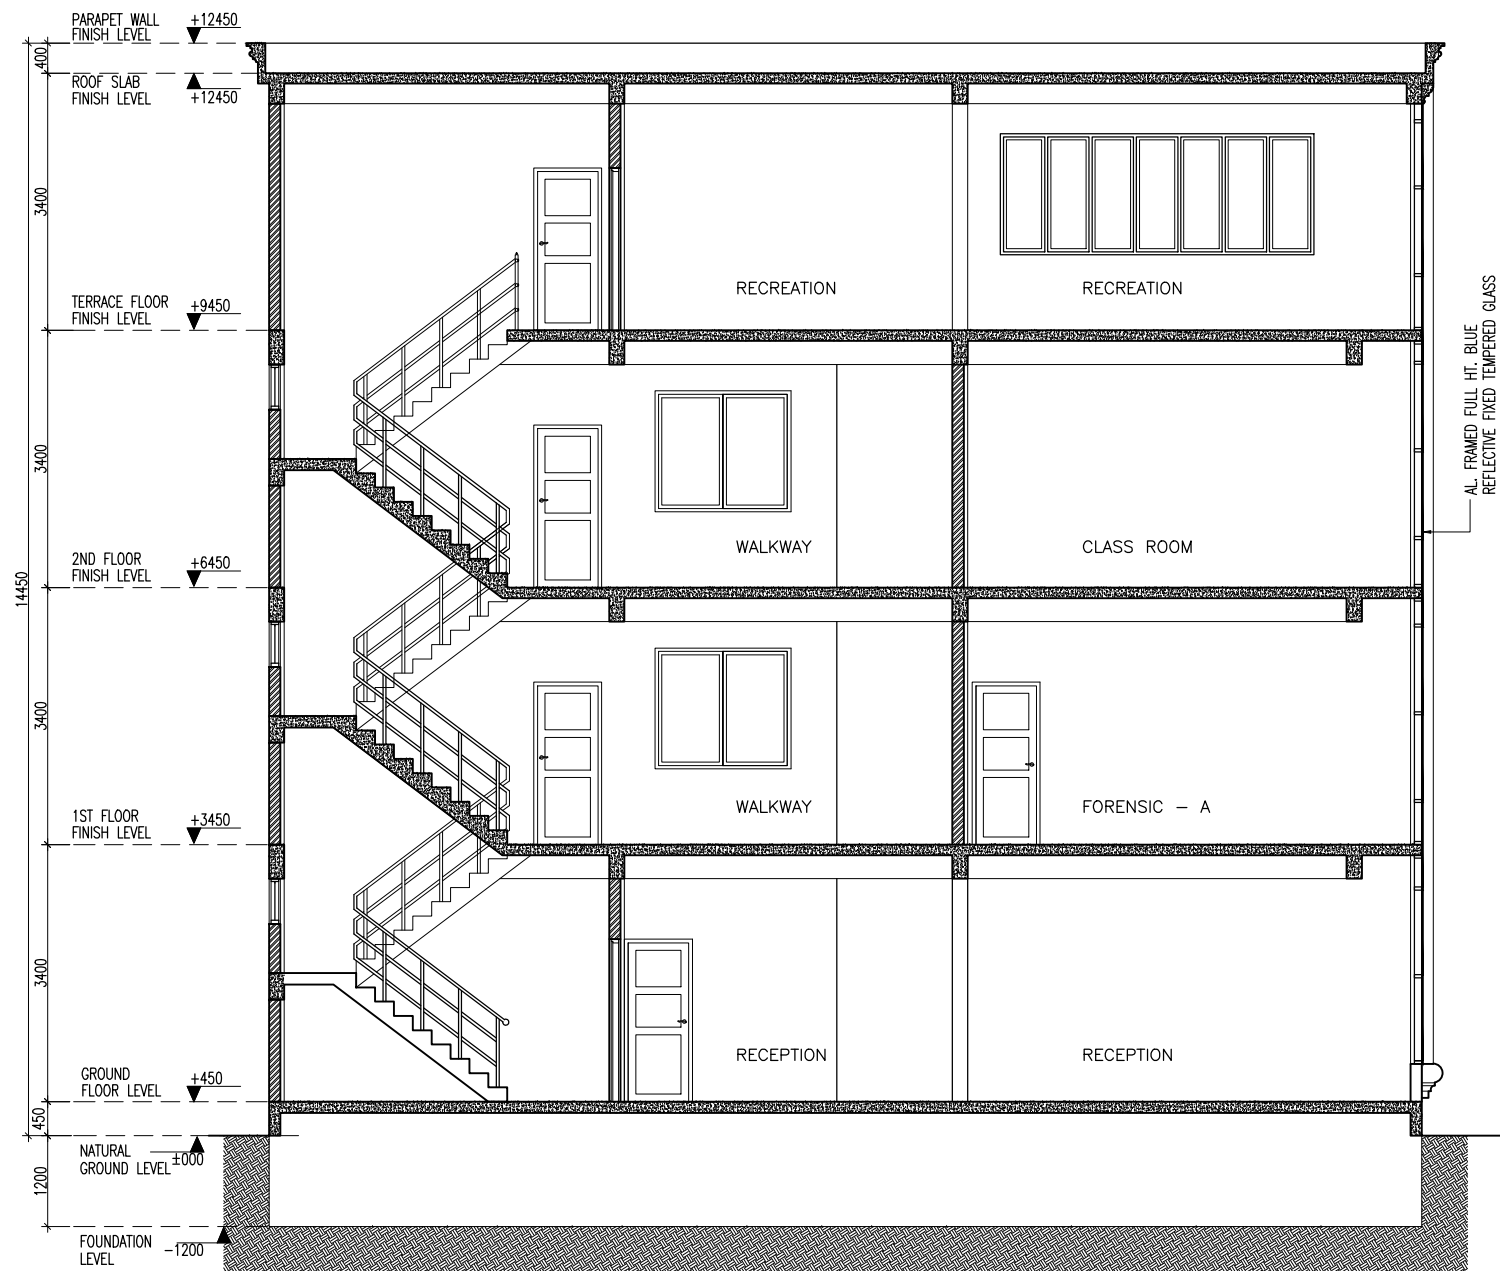 PARAPET WALL
FINISH LEVEL
+12450
400
ROOF SLAB
FINISH LEVEL
+12450
3400
RECREATION
RECREATION
TERRACE FLOOR
FINISH LEVEL
+9450
AL. FRAMED FULL HT. BLUE
REFLECTIVE FIXED TEMPERED GLASS
3400
WALKWAY
CLASS ROOM
2ND FLOOR
FINISH LEVEL
+6450
14450
3400
WALKWAY
FORENSIC - A
1ST FLOOR
FINISH LEVEL
+3450
3400
RECEPTION
RECEPTION
GROUND
FLOOR LEVEL
+450
450
NATURAL
GROUND LEVEL
±000
1200
FOUNDATION
LEVEL
-1200